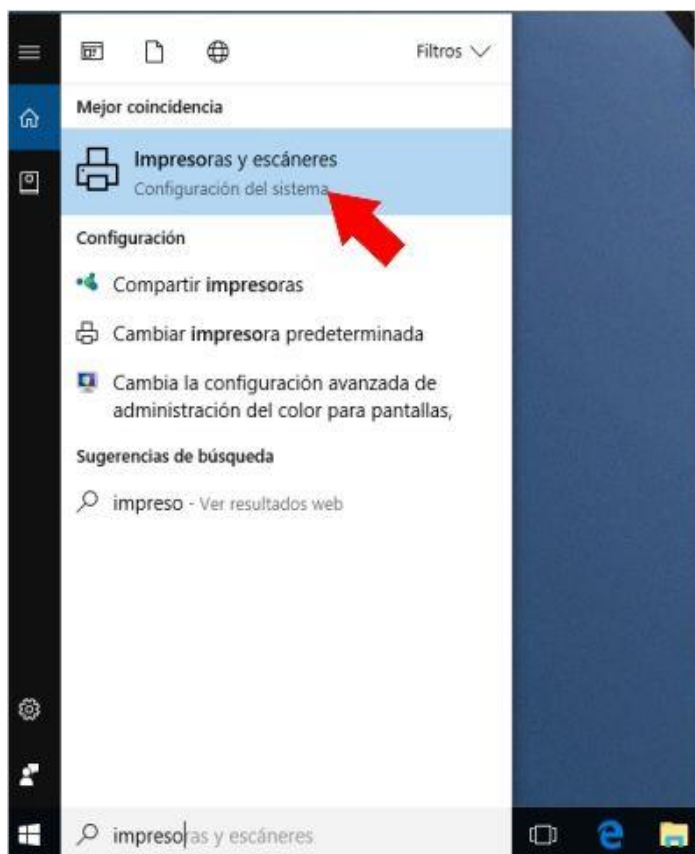 Filtros
Mejor coincidencia
Impresoras y escáneres
Configuración del sistema
Configuración
Compartir impresoras
Cambiar impresora predeterminada
Cambia la configuración avanzada de
administración del color para pantallas,
Sugerencias de búsqueda
impreso - Ver resultados web
impresoras y escáneres